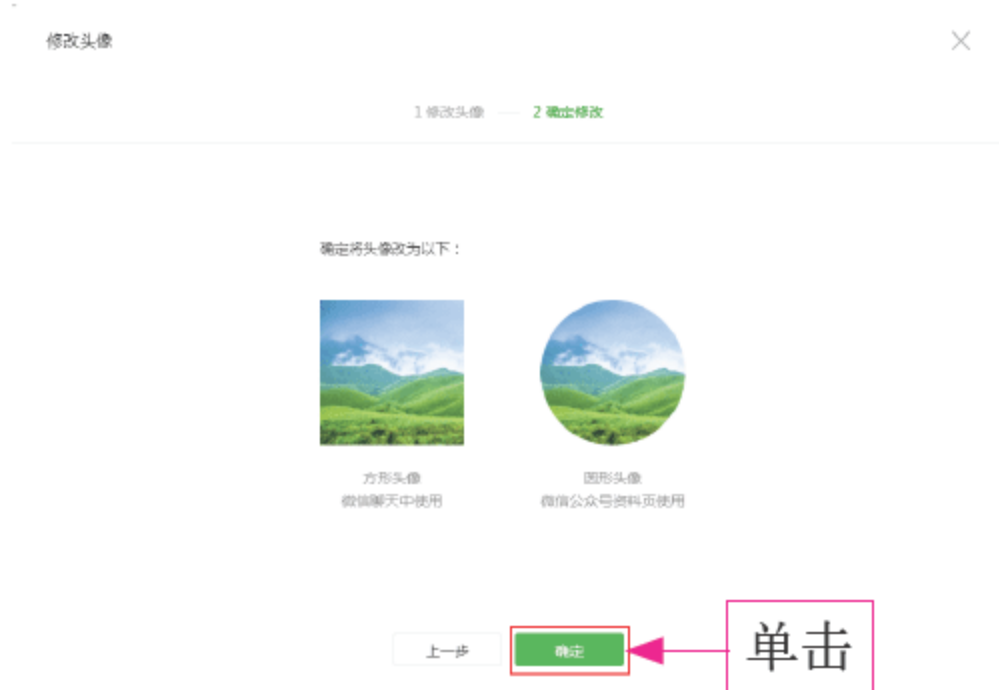 修改头像
1 修改头像 — 2 确定修改
确定将头像改为以下：
方形头像
微信聊天中使用
圆形头像
微信公众号资料页使用
上一步
确定
单击